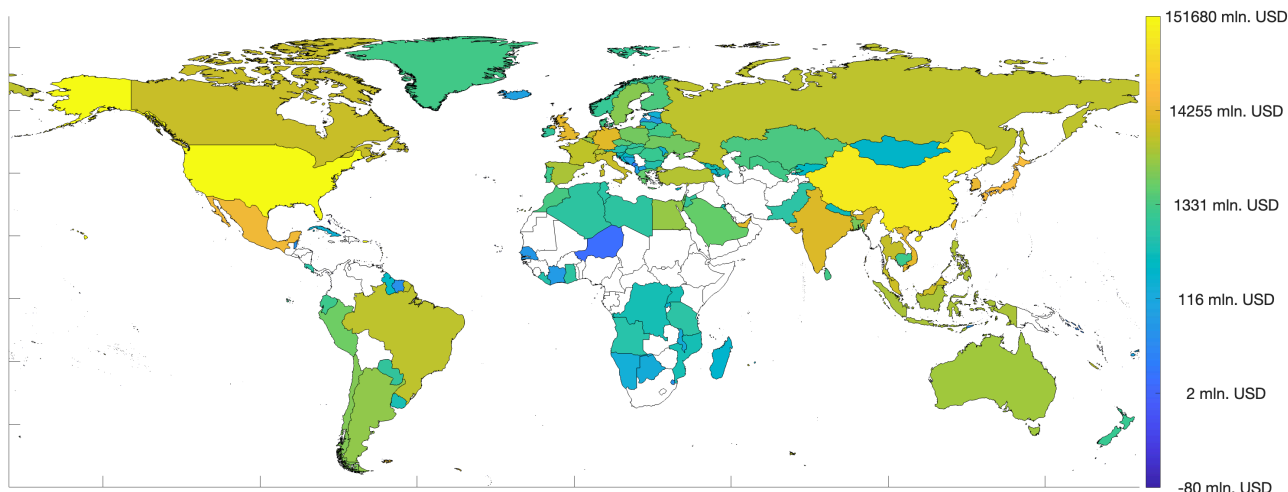 151680 mln. USD
14255 mln. USD
1331 mln. USD
116 mln. USD
2 mln. USD
-80 mln. USD